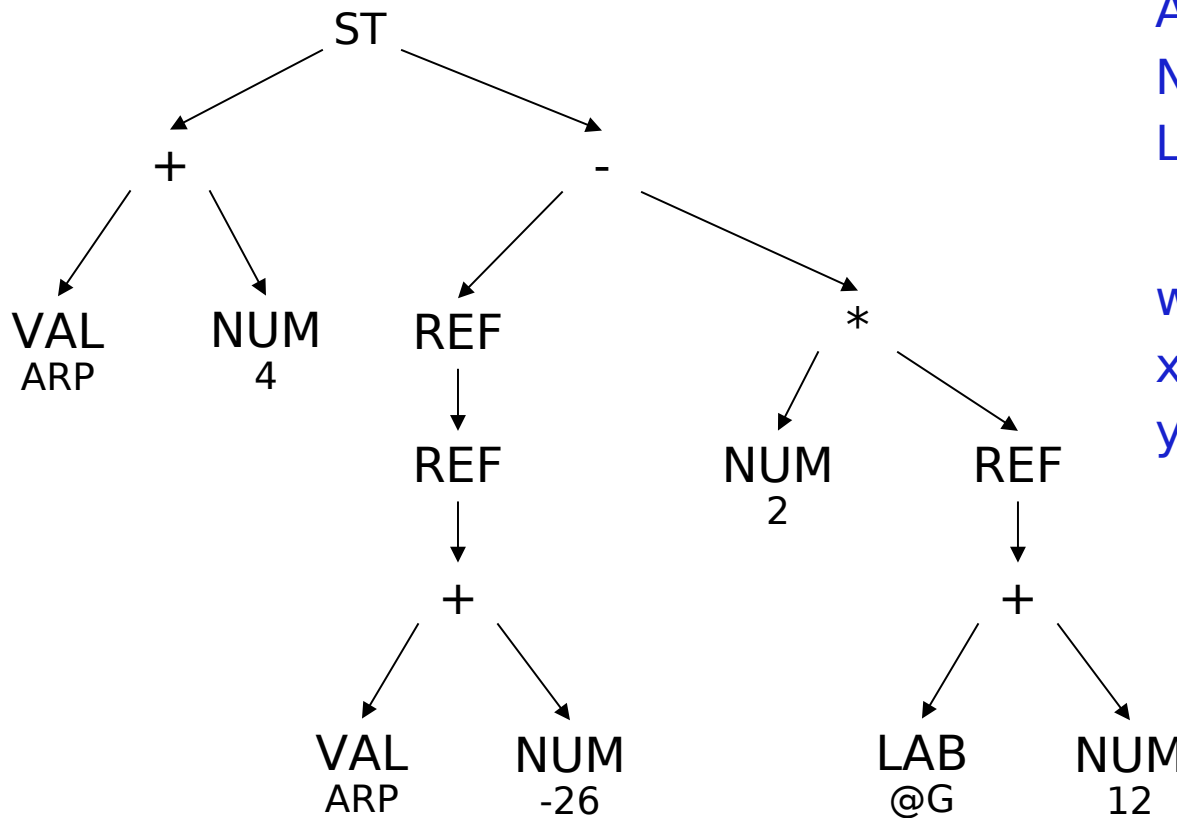 ST
+
-
VAL
ARP
NUM
4
REF
*
REF
NUM
2
REF
+
+
VAL
ARP
NUM
-26
LAB
@G
NUM
12